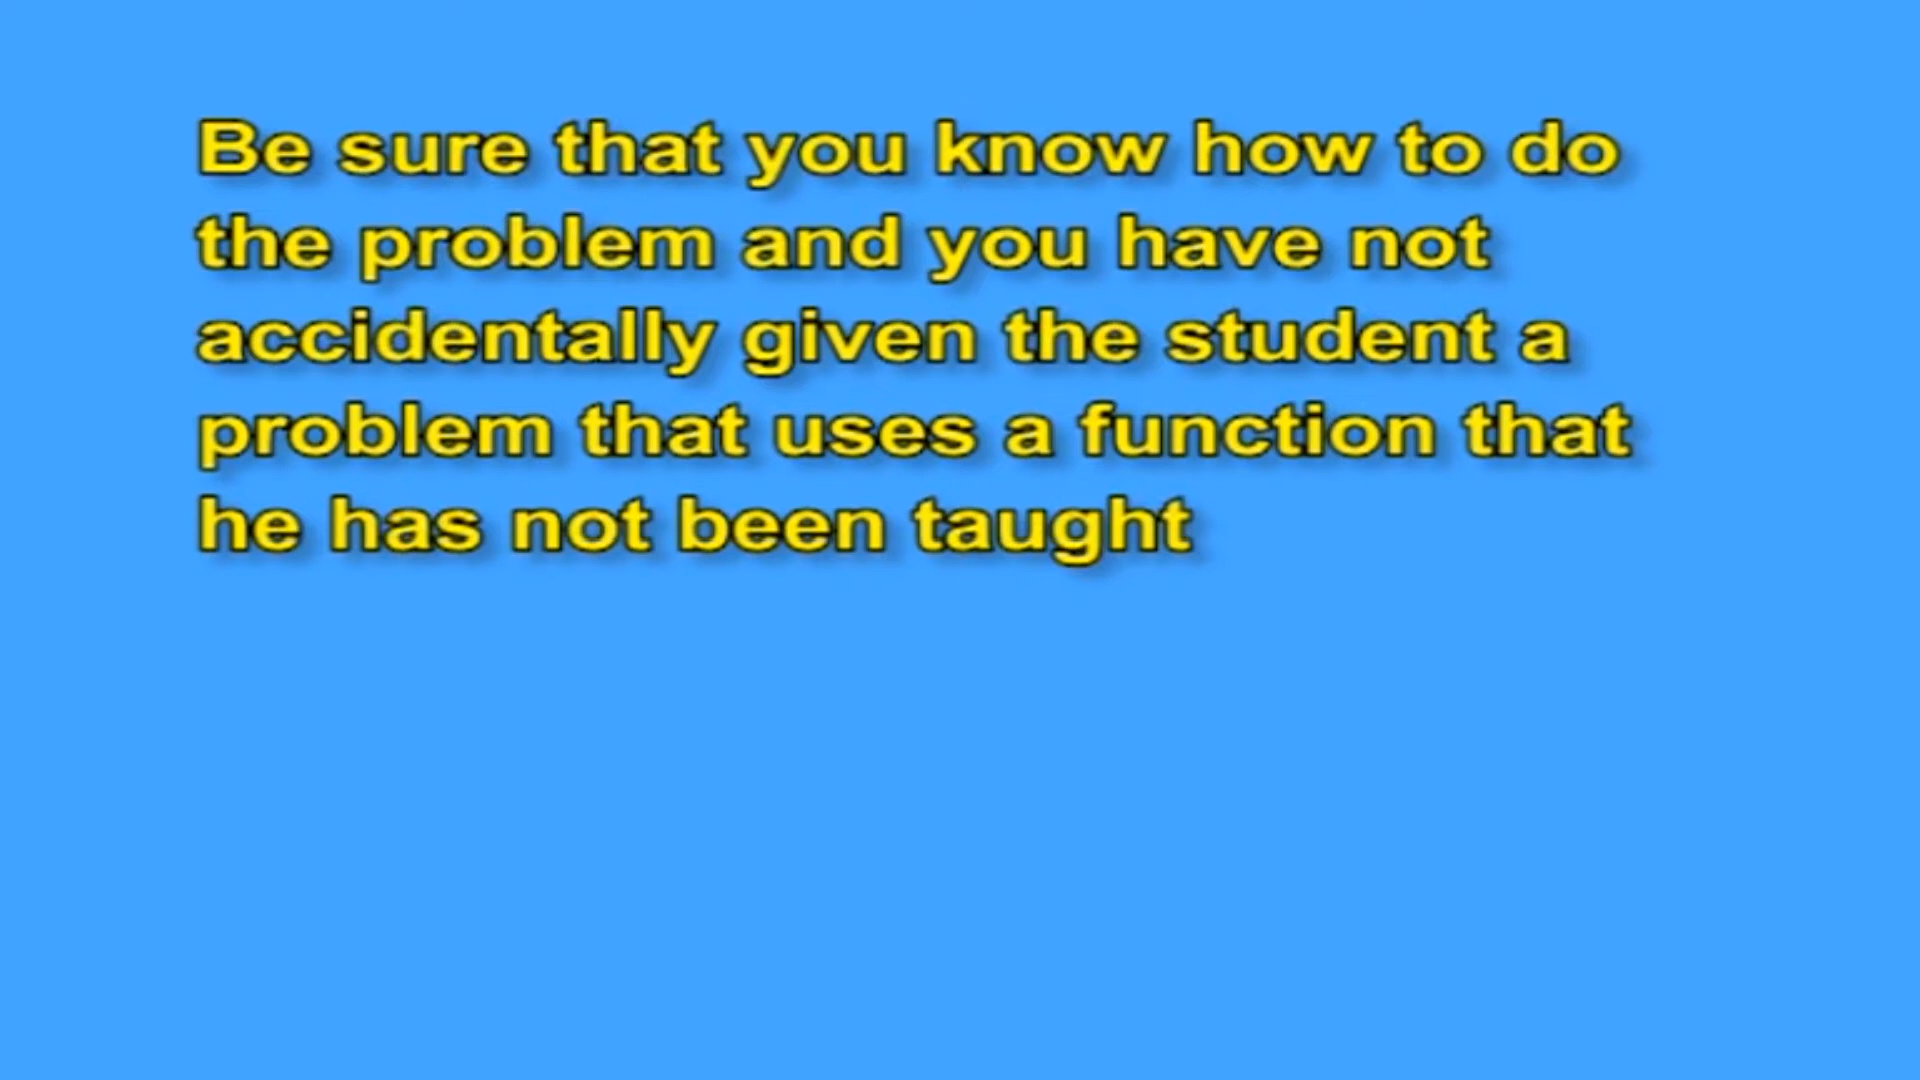 Be sure that you know how to do
the problem and you have not
accidentally given the student a
problem that uses a function that
he has not been taught